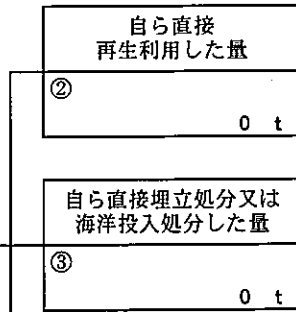 自ら直接
再生利用した量
②
0 t
自ら直接埋立処分又は
海洋投入処分した量
③
0 t